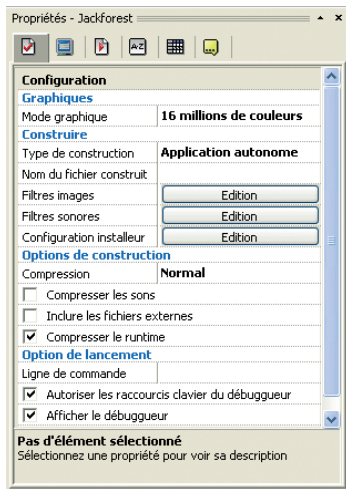 Propriétés - Jackforest
A-Z
Configuration
Graphiques
Mode graphique 16 millions de couleurs
Construire
Type de construction Application autonome
Nom du fichier construit
Filtres images Edition
Filtres sonores Edition
Configuration installeur Edition
Options de construction
Compression Normal
Compresser les sons
Inclure les fichiers externes
Compresser le runtime
Option de lancement
Ligne de commande
Autoriser les raccourcis clavier du débuggueur
Afficher le débuggueur
Pas d'élément sélectionné
Sélectionnez une propriété pour voir sa description